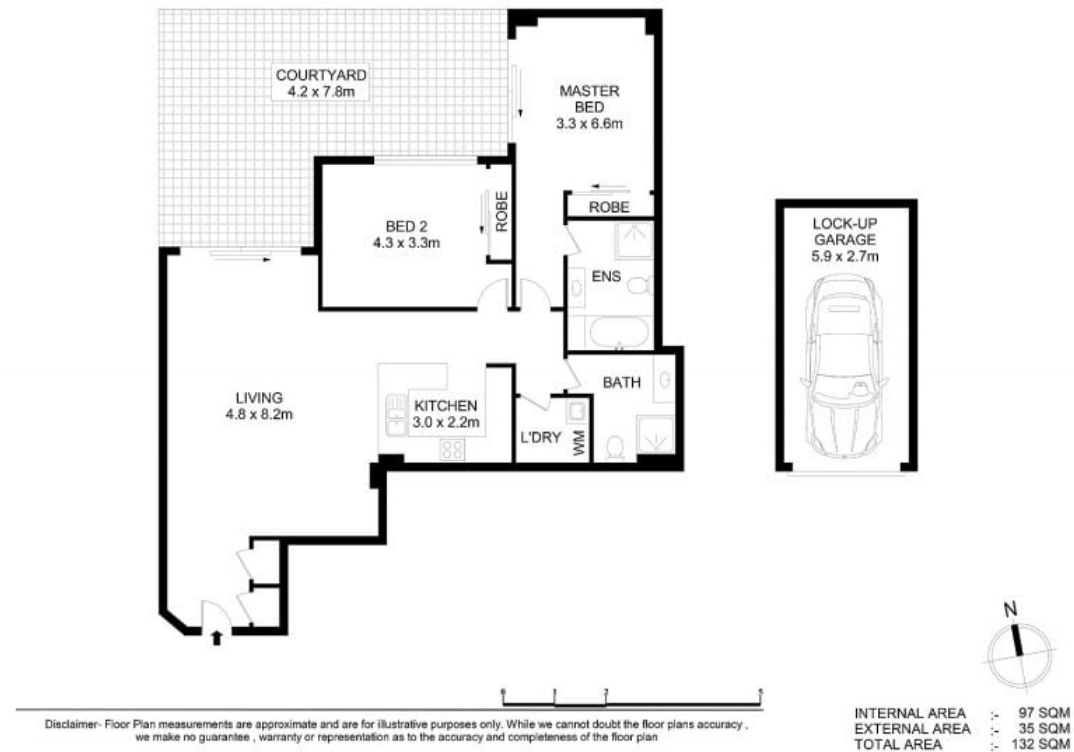 COURTYARD
4.2 x 7.8m
MASTER
BED
3.3 x 6.6m
ROBE
BED 2
4.3 x 3.3m
ROBE
ENS
LOCK-UP
GARAGE
5.9 x 2.7m
LIVING
4.8 x 8.2m
KITCHEN
3.0 x 2.2m
BATH
L'DRY
WM
N
0 1 2 5
Disclaimer- Floor Plan measurements are approximate and are for illustrative purposes only. While we cannot doubt the floor plans accuracy ,
we make no guarantee , warranty or representation as to the accuracy and completeness of the floor plan
INTERNAL AREA :- 97 SQM
EXTERNAL AREA :- 35 SQM
TOTAL AREA :- 132 SQM